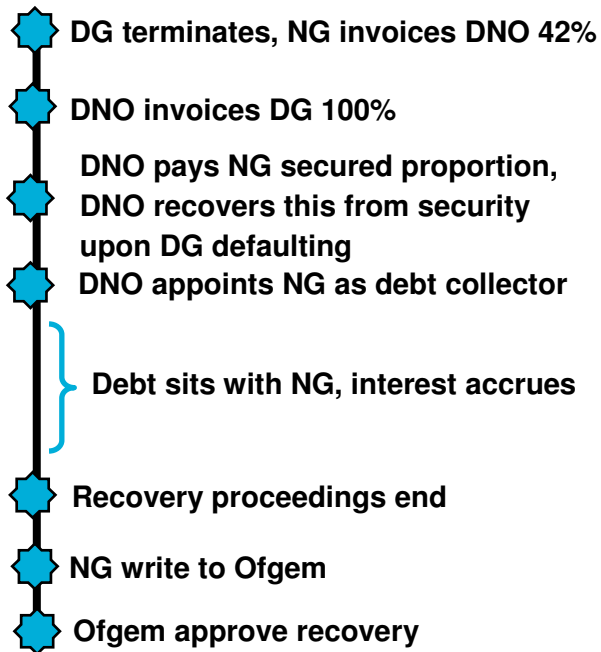 DG terminates, NG invoices DNO 42%
DNO invoices DG 100%
DNO pays NG secured proportion,
DNO recovers this from security
upon DG defaulting
DNO appoints NG as debt collector
Debt sits with NG, interest accrues
Recovery proceedings end
NG write to Ofgem
Ofgem approve recovery